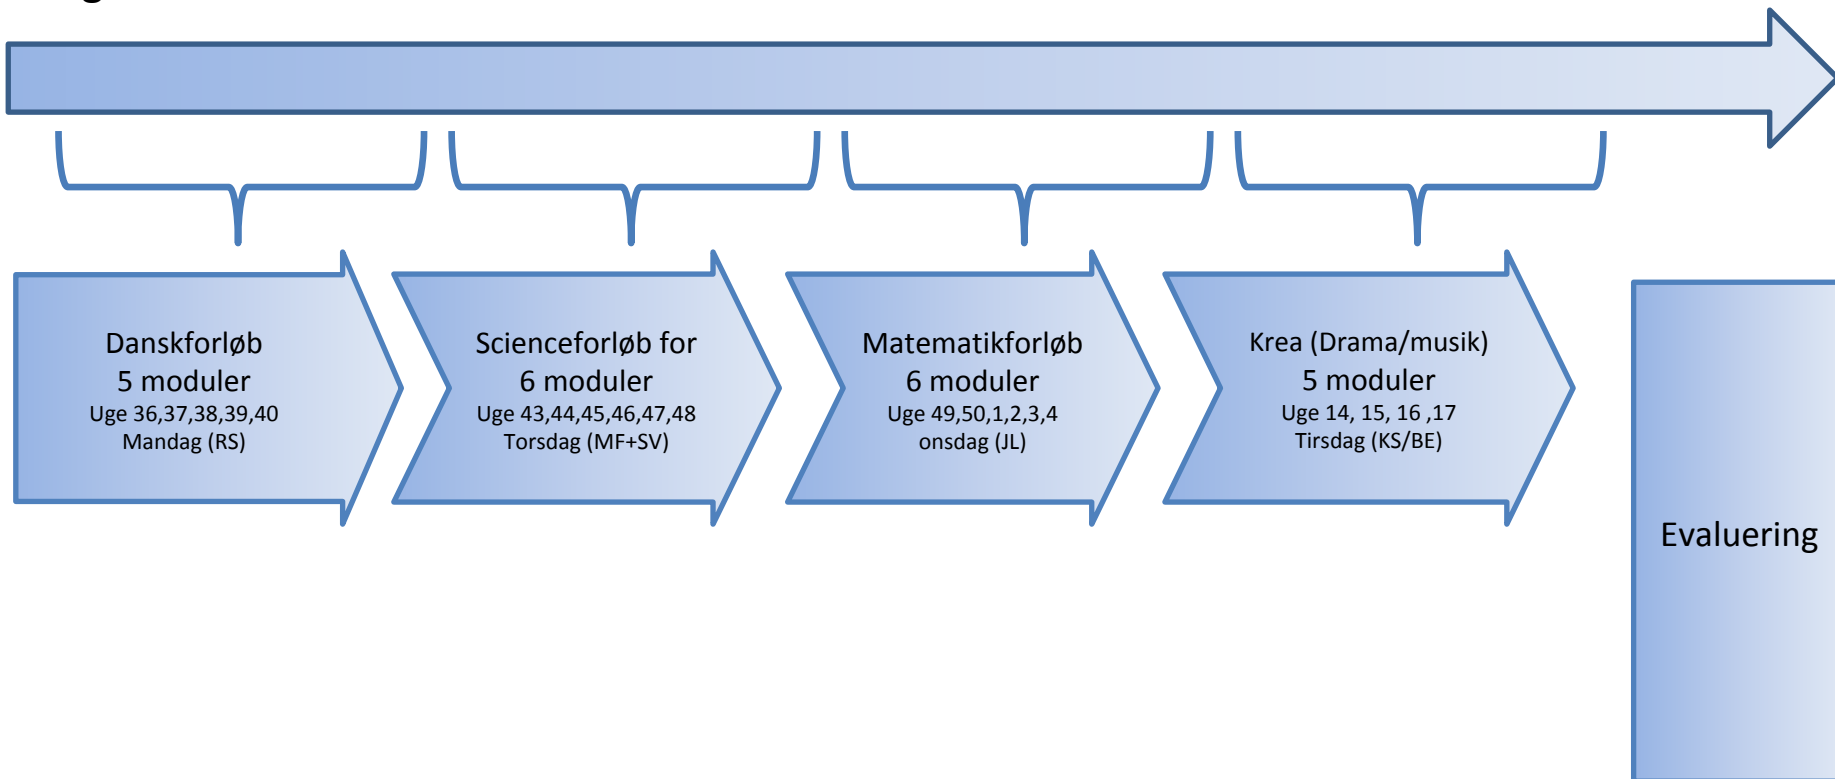 Danskforløb
5 moduler
Uge 36,37,38,39,40
Mandag (RS)
Scienceforløb for
6 moduler
Uge 43,44,45,46,47,48
Torsdag (MF+SV)
Matematikforløb
6 moduler
Uge 49,50,1,2,3,4
onsdag (JL)
Krea (Drama/musik)
5 moduler
Uge 14, 15, 16 ,17
Tirsdag (KS/BE)
Evaluering